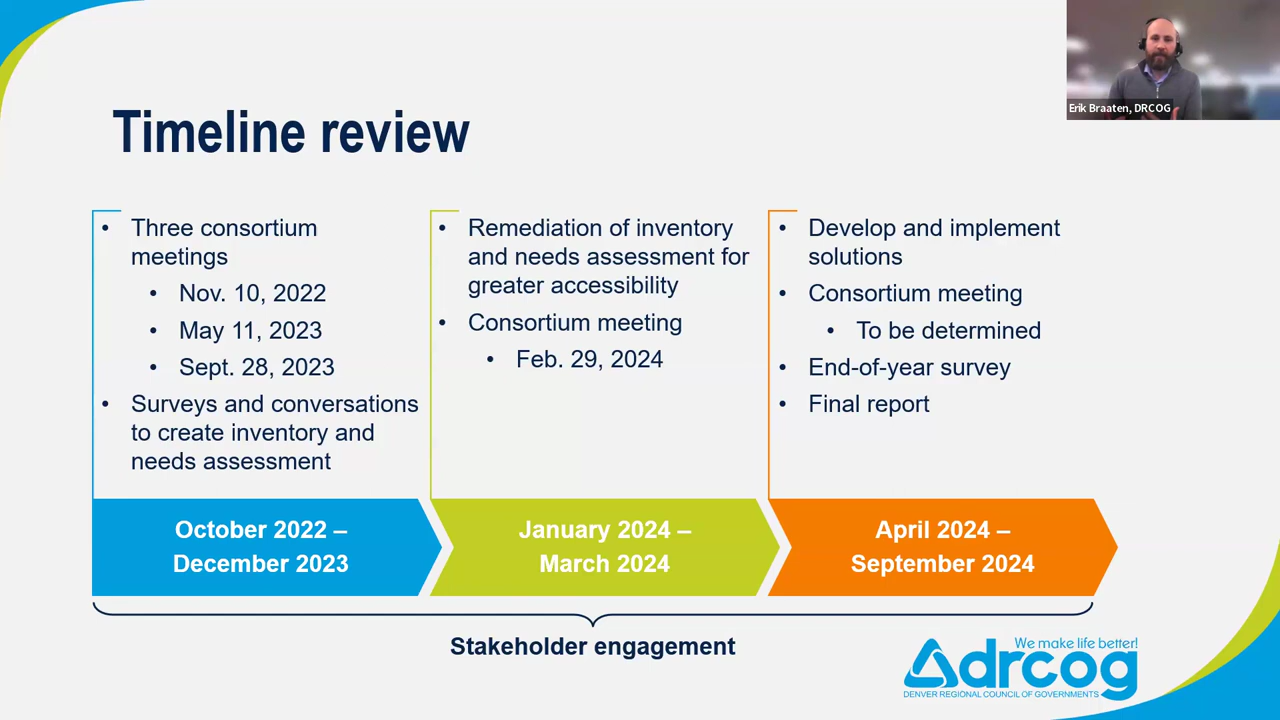 Erik Braaten, DRCOG
Timeline review
• Three consortium
meetings
• Nov. 10, 2022
• May 11, 2023
• Sept. 28, 2023
• Surveys and conversations
to create inventory and
needs assessment
• Remediation of inventory
and needs assessment for
greater accessibility
• Consortium meeting
• Feb. 29, 2024
• Develop and implement
solutions
• Consortium meeting
• To be determined
• End-of-year survey
• Final report
October 2022 –
December 2023
January 2024 –
March 2024
April 2024 –
September 2024
Stakeholder engagement
We make life better!
drcog
DENVER REGIONAL COUNCIL OF GOVERNMENTS